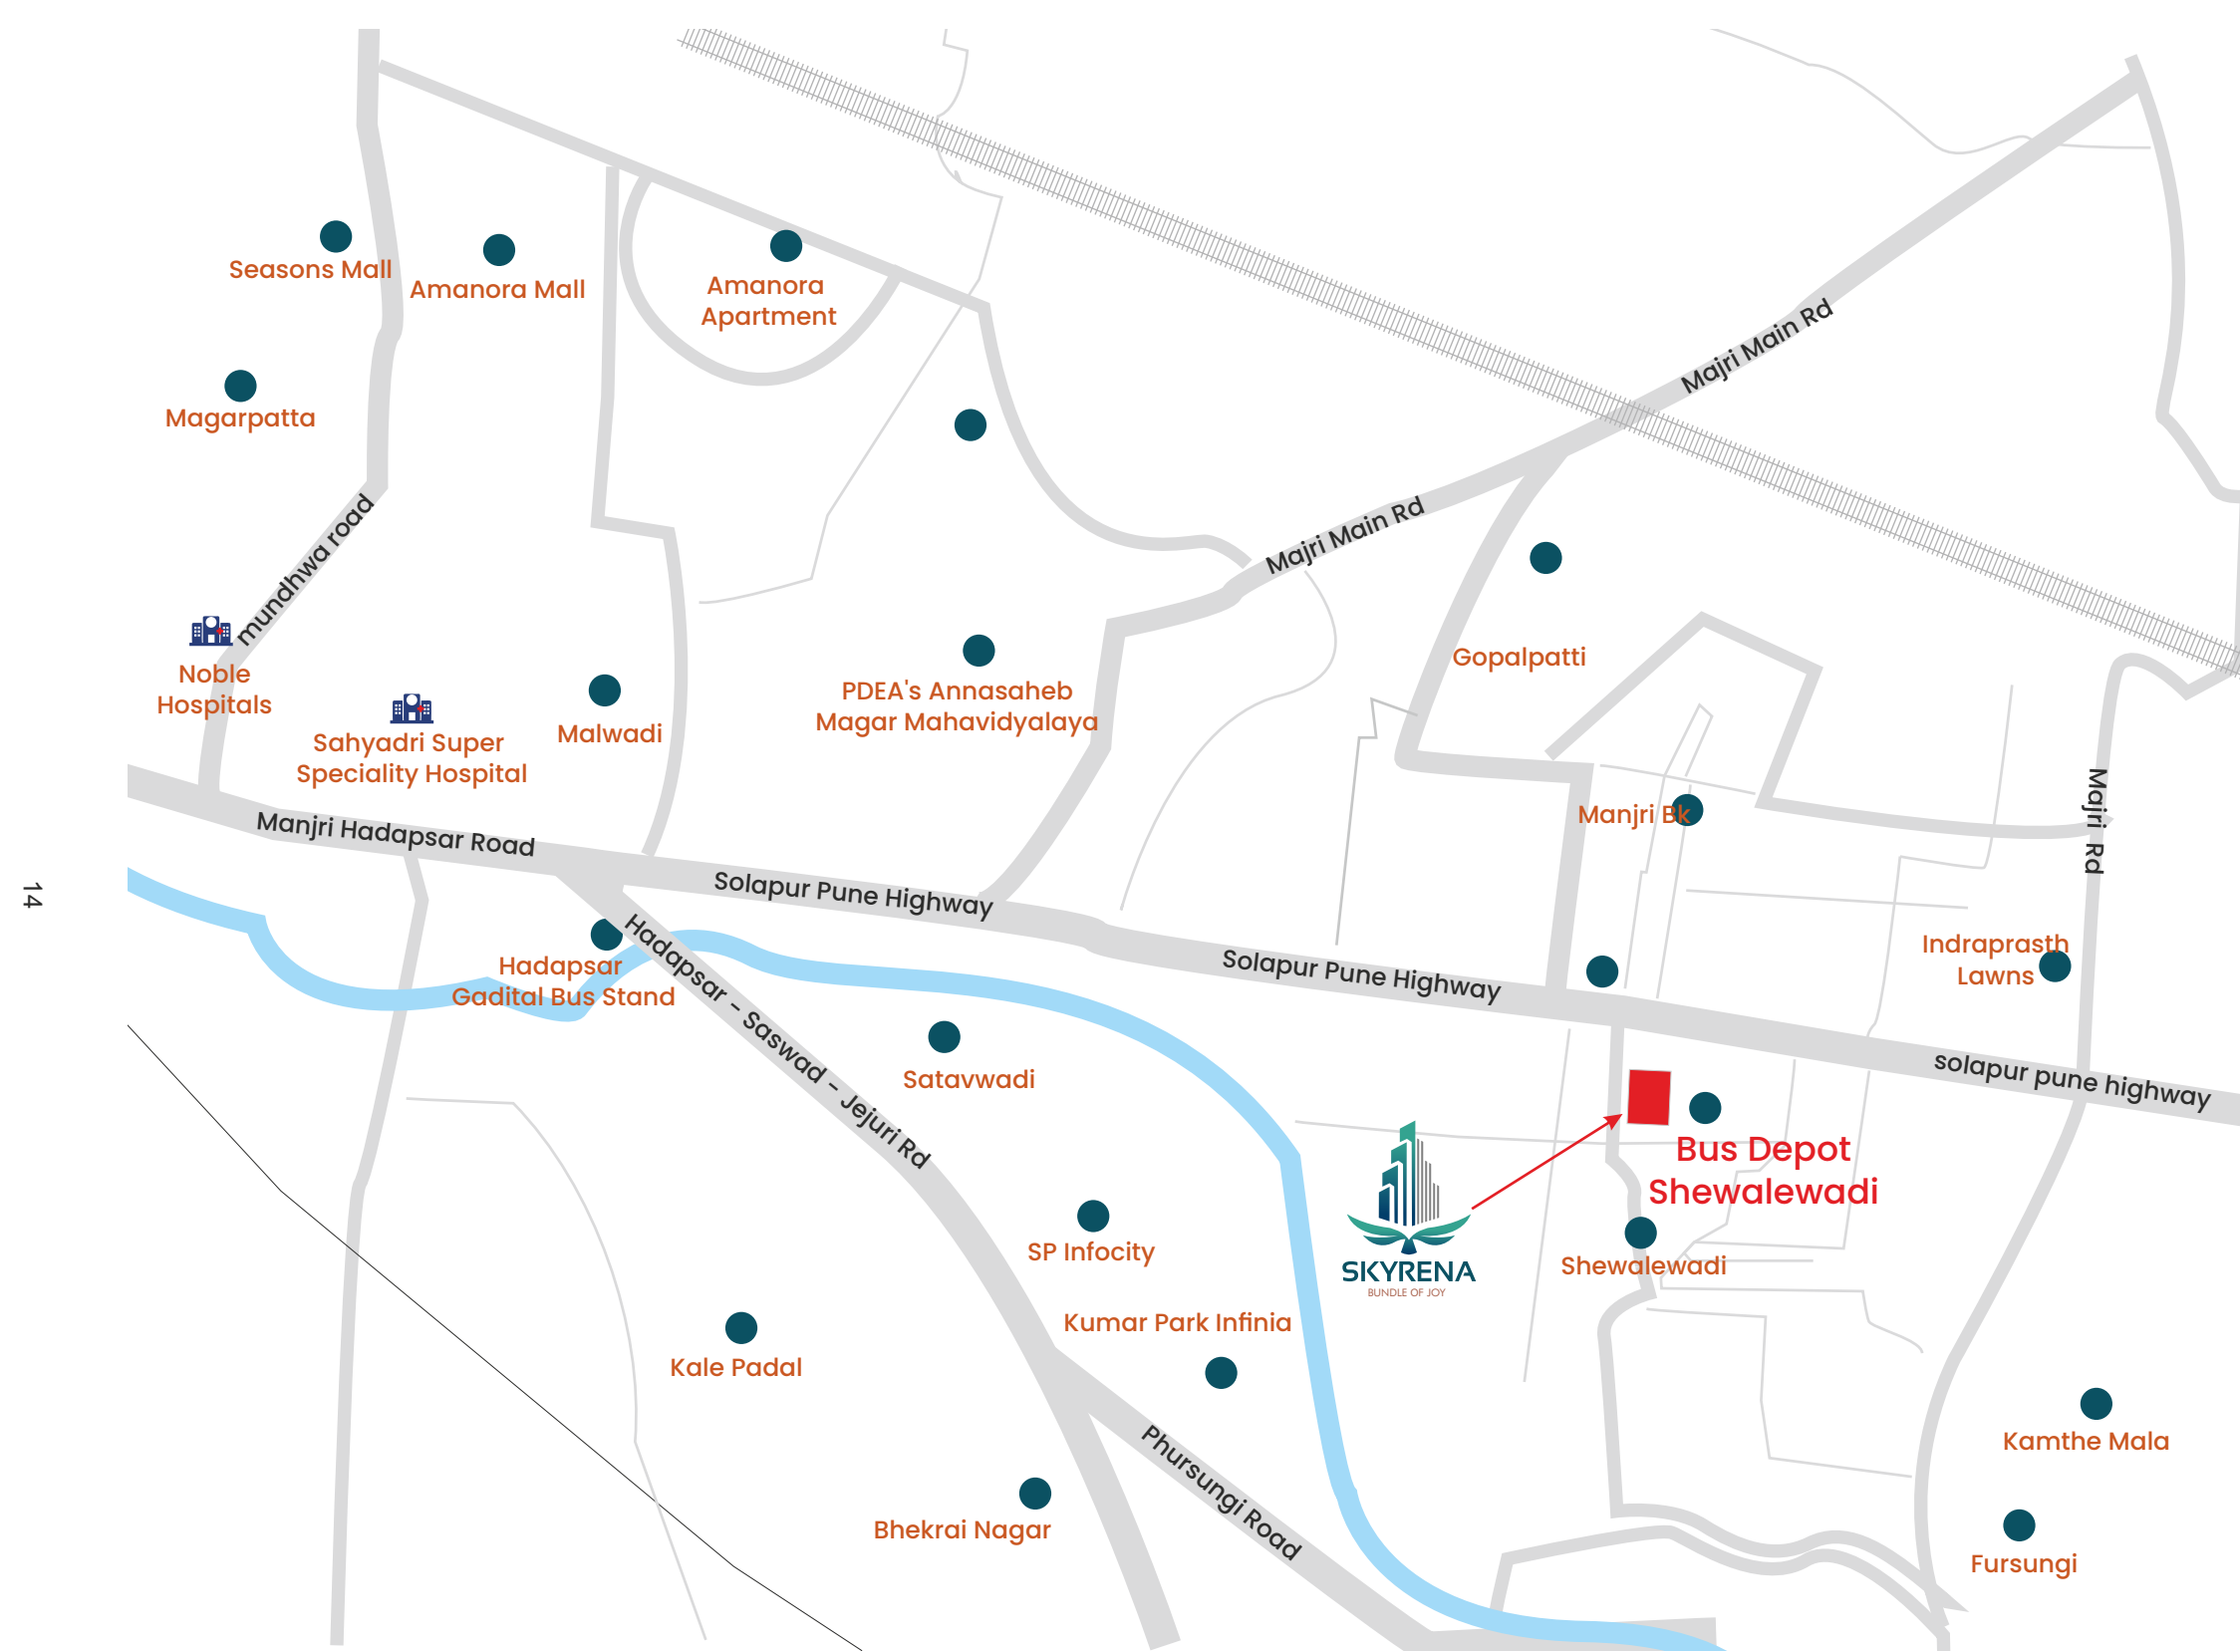 Seasons Mall
Amanora Mall
Amanora
Apartment
Majri Main Rd
Magarpatta
mundhwa road
Majri Main Rd
Noble
Hospitals
Sahyadri Super
Speciality Hospital
Malwadi
PDEA's Annasaheb
Magar Mahavidyalaya
Gopalpatti
Manjri Bk
Majri Rd
Manjri Hadapsar Road
Solapur Pune Highway
14
Hadapsar
Gadital Bus Stand
Hadapsar - Saswad - Jejuri Rd
Solapur Pune Highway
Indraprasth
Lawns
solapur pune highway
Satavwadi
Bus Depot
Shewalewadi
SP Infocity
SKYRENA
BUNDLE OF JOY
Shewalewadi
Kumar Park Infinia
Kale Padal
Phursungi Road
Kamthe Mala
Bhekrai Nagar
Fursungi